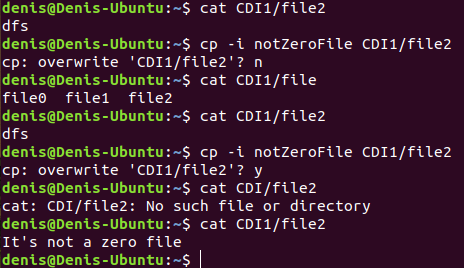 denis@Denis-Ubuntu:~$ cat CDI1/file2
dfs
denis@Denis-Ubuntu:~$ cp -i notZeroFile CDI1/file2
cp: overwrite 'CDI1/file2'? n
denis@Denis-Ubuntu:~$ cat CDI1/file
file0  file1  file2
denis@Denis-Ubuntu:~$ cat CDI1/file2
dfs
denis@Denis-Ubuntu:~$ cp -i notZeroFile CDI1/file2
cp: overwrite 'CDI1/file2'? y
denis@Denis-Ubuntu:~$ cat CDI/file2
cat: CDI/file2: No such file or directory
denis@Denis-Ubuntu:~$ cat CDI1/file2
It's not a zero file
denis@Denis-Ubuntu:~$